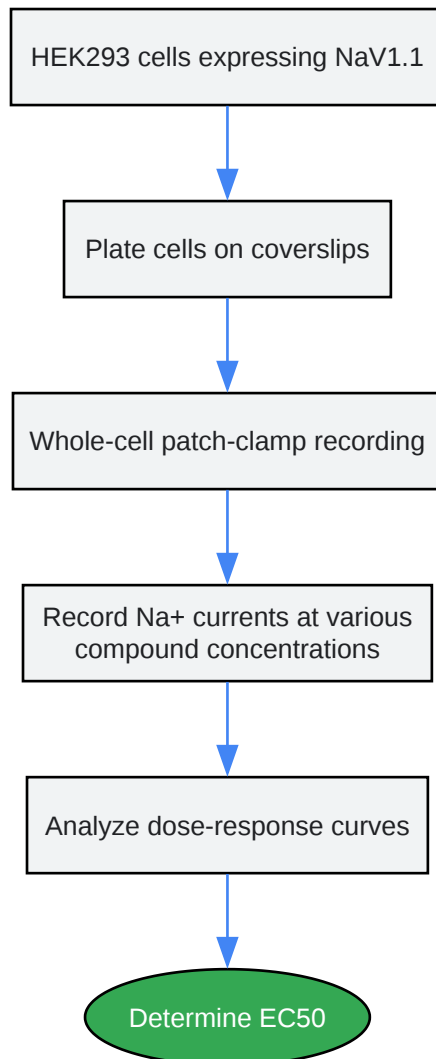 HEK293 cells expressing NaV1.1
Plate cells on coverslips
Whole-cell patch-clamp recording
Record Na+ currents at various
compound concentrations
Analyze dose-response curves
Determine EC50